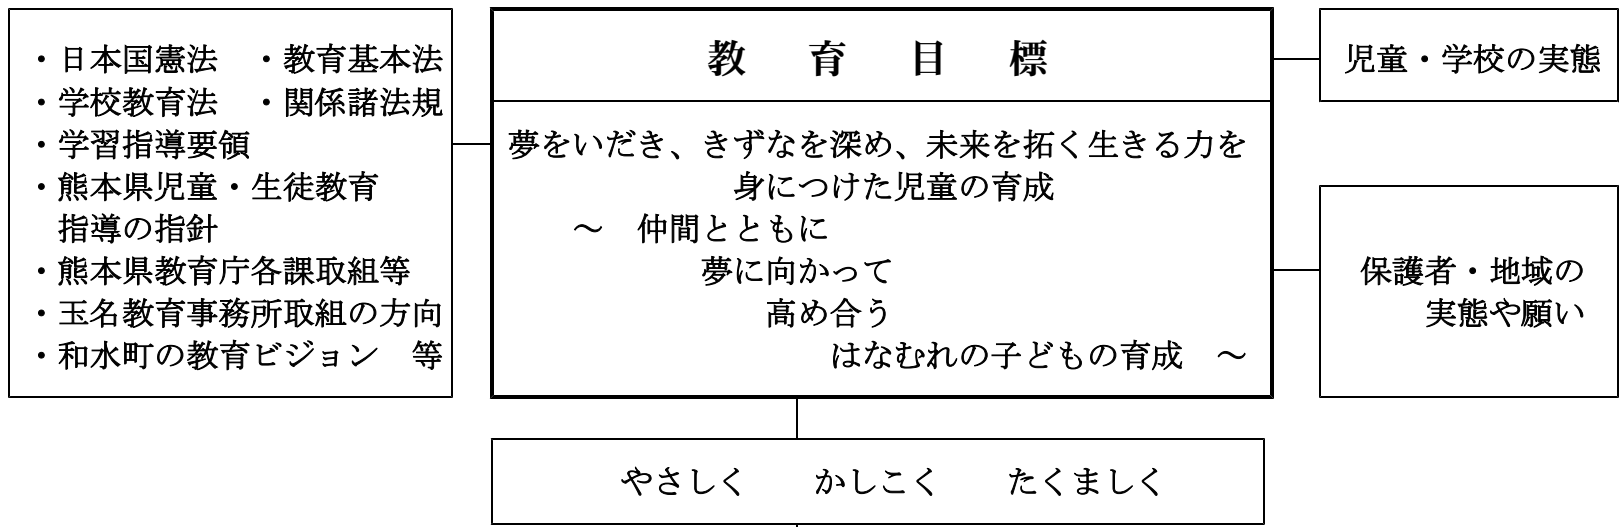 ・日本国憲法　・教育基本法
・学校教育法　・関係諸法規
・学習指導要領
・熊本県児童・生徒教育
指導の指針
・熊本県教育庁各課取組等
・玉名教育事務所取組の方向
・和水町の教育ビジョン　等
教　育　目　標
夢をいだき、きずなを深め、未来を拓く生きる力を
身につけた児童の育成
～　仲間とともに
夢に向かって
高め合う
はなむれの子どもの育成　～
児童・学校の実態
保護者・地域の
実態や願い
やさしく　　かしこく　　たくましく